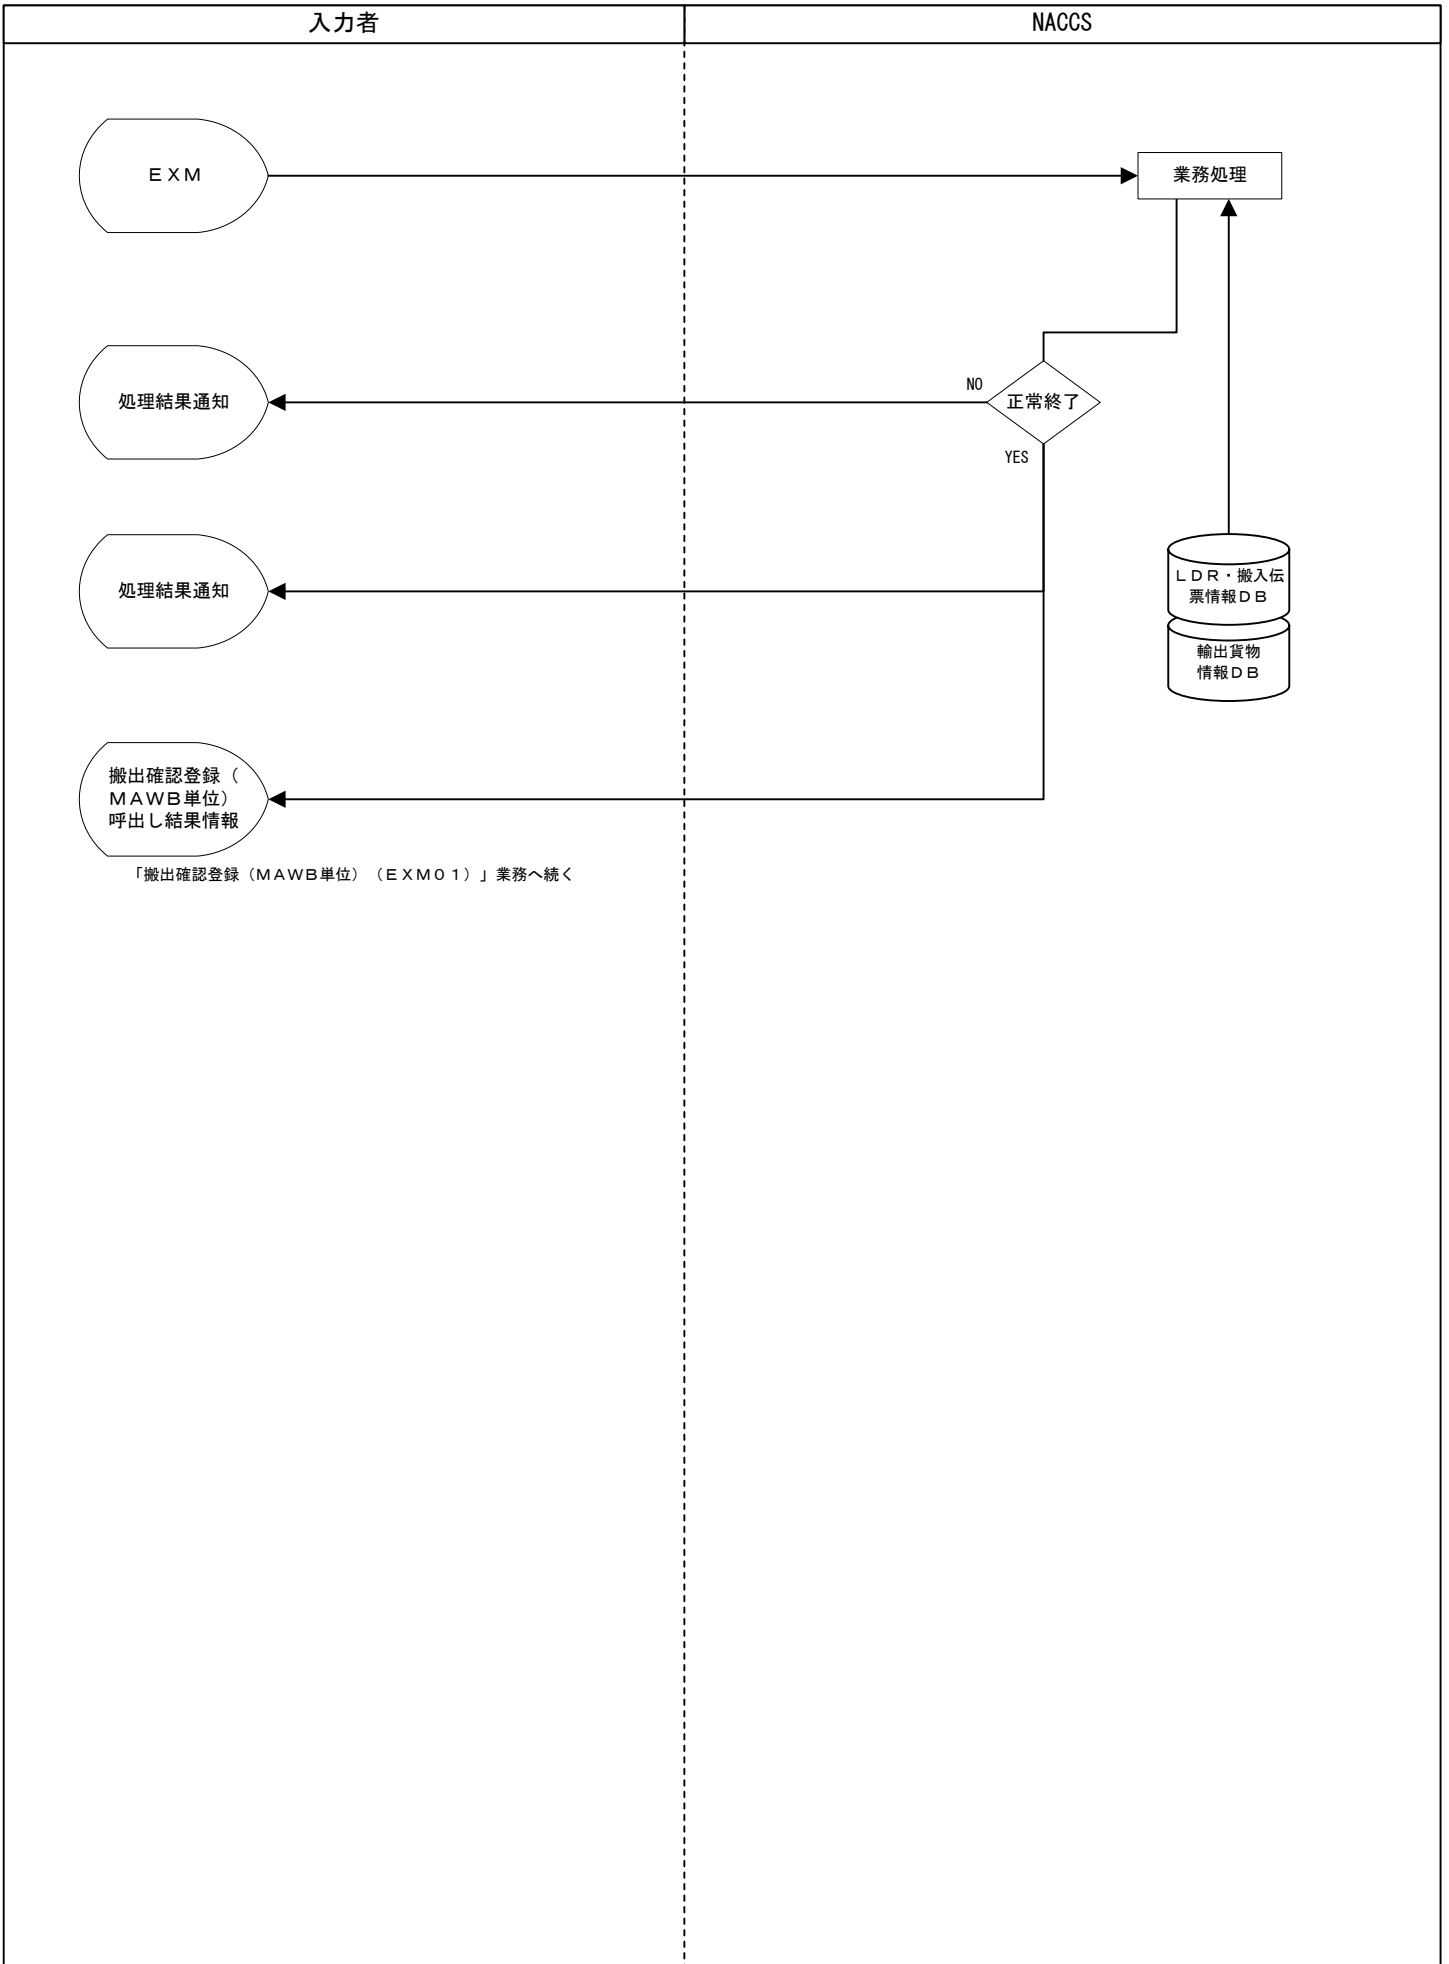 入力者
NACCS
ＥＸＭ
業務処理
処理結果通知
NO
正常終了
YES
処理結果通知
ＬＤＲ・搬入伝
票情報ＤＢ
輸出貨物
情報ＤＢ
搬出確認登録（
ＭＡＷＢ単位）
呼出し結果情報
「搬出確認登録（ＭＡＷＢ単位）（ＥＸＭ０１）」業務へ続く